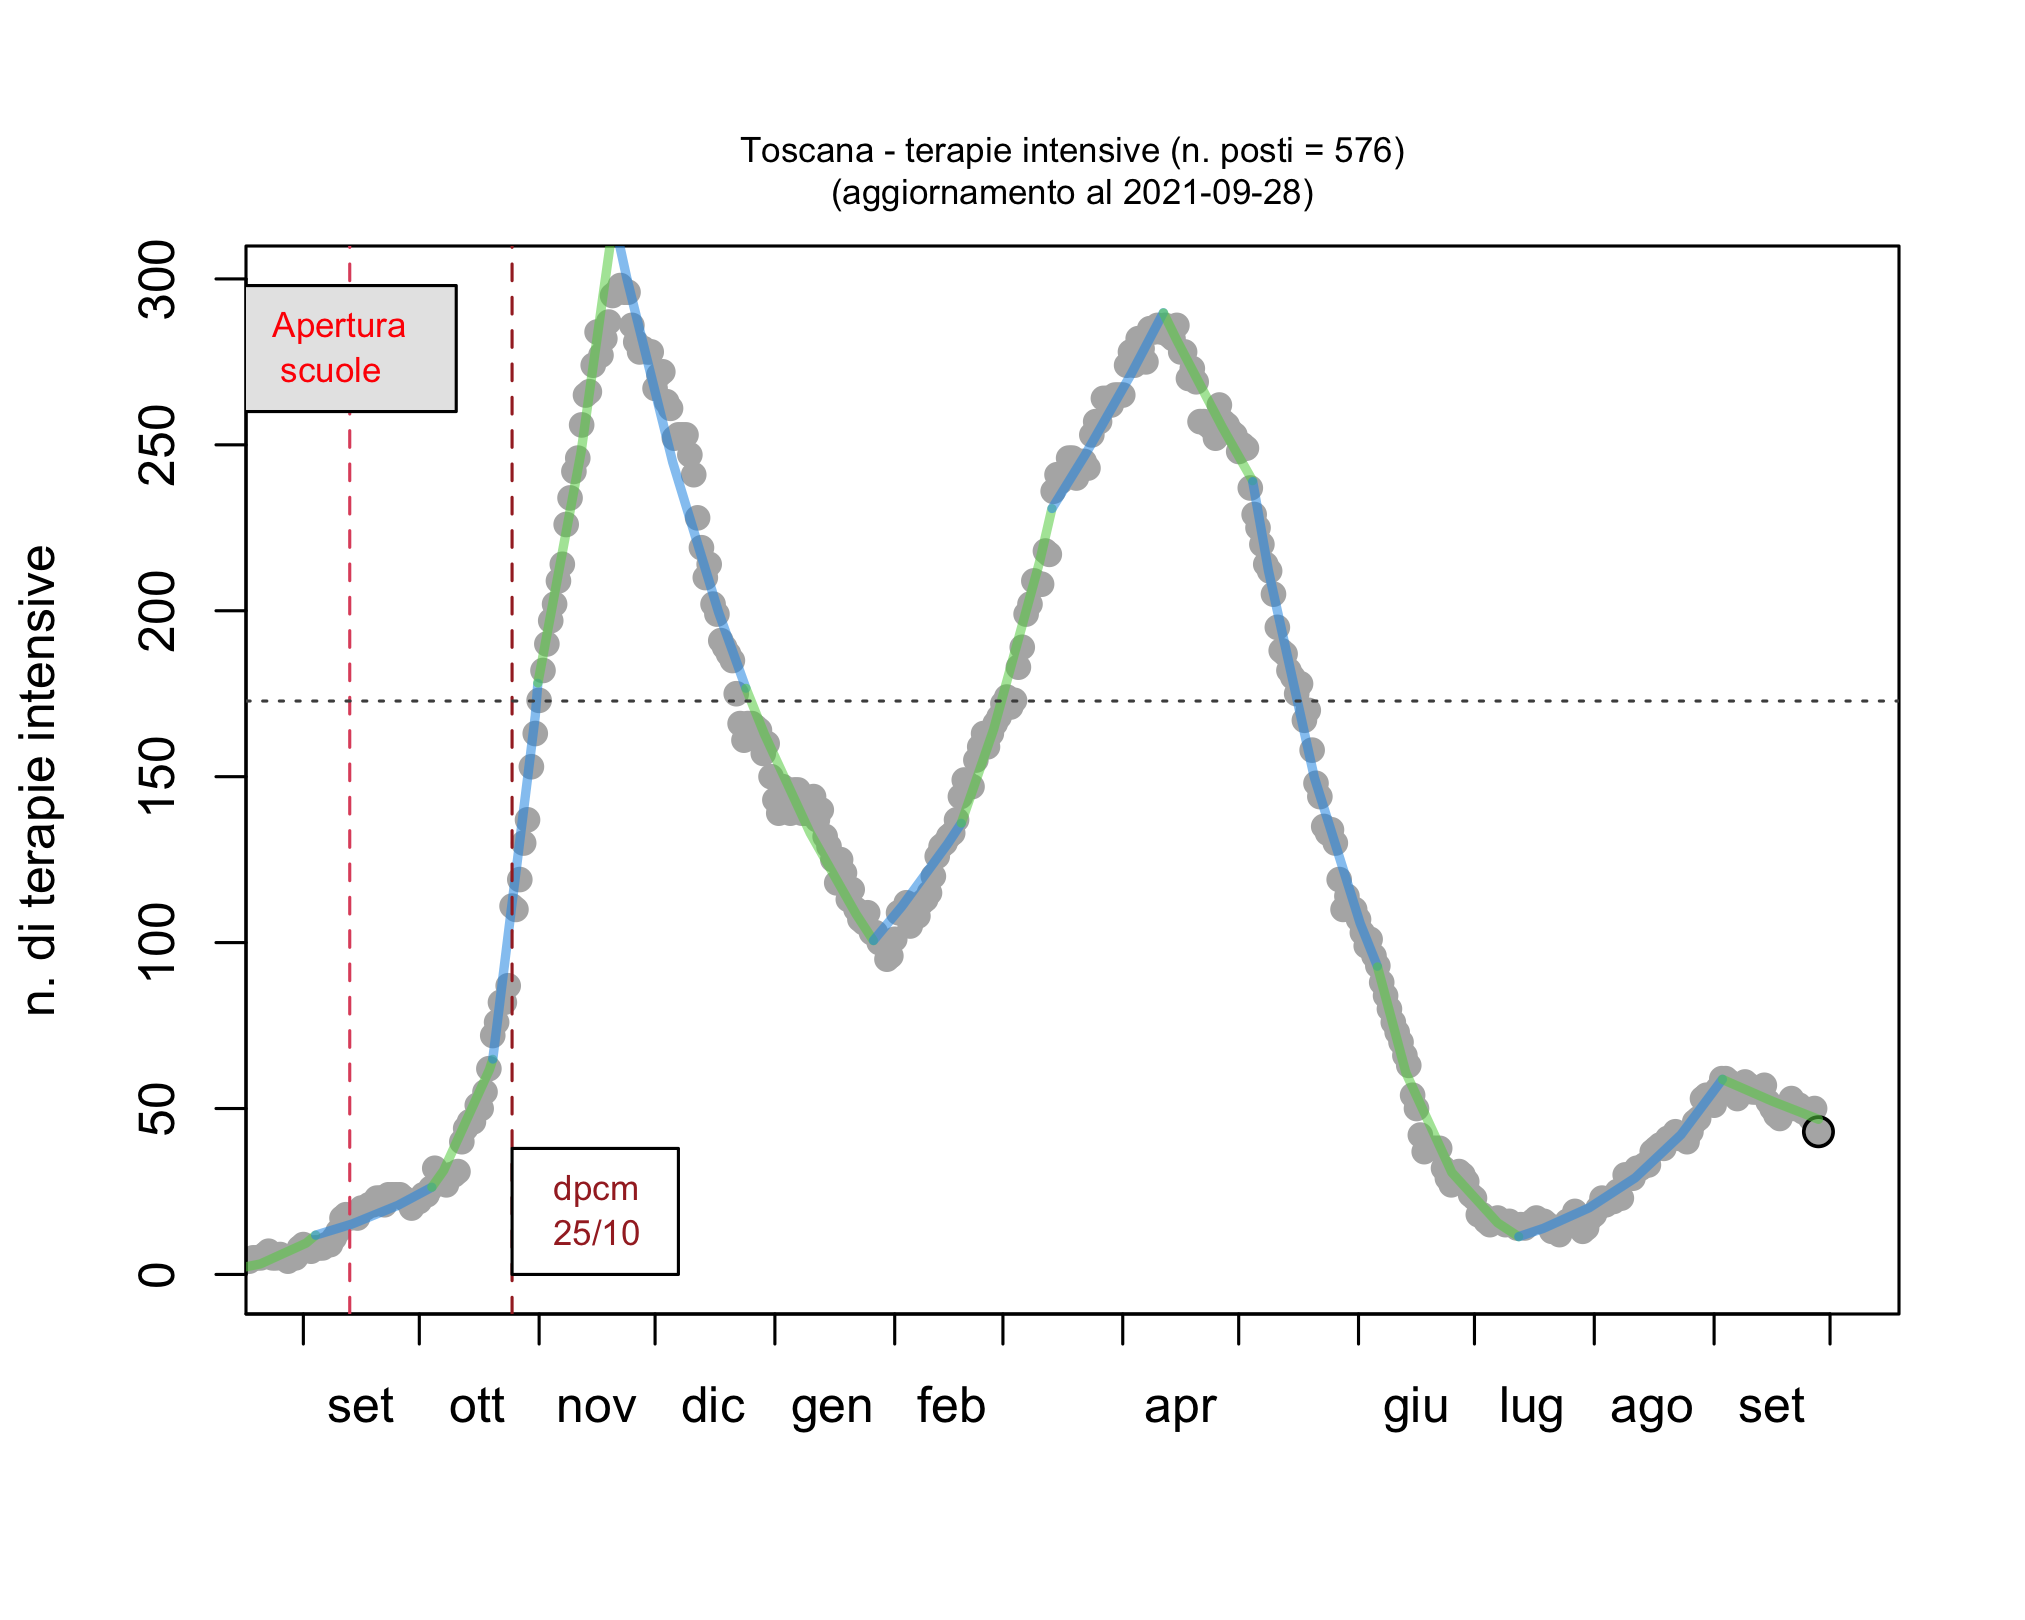 Toscana - terapie intensive (n. posti = 576)
(aggiornamento al 2021-09-28)
n. di terapie intensive
300
250
200
150
100
50
0
Apertura
scuole
dpcm
25/10
set ott nov dic gen feb apr giu lug ago set